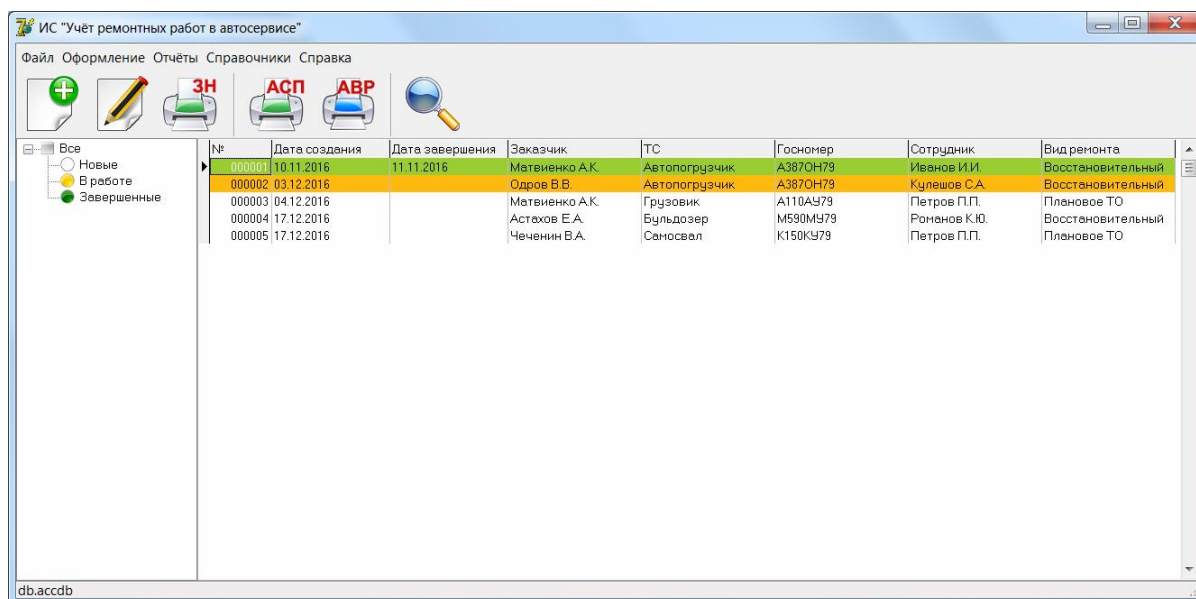 ИС "Учёт ремонтных работ в автосервисе"
Файл Оформление Отчёты Справочники Справка
ЗН АСП АВР
Все
Новые
В работе
Завершенные
№ Дата создания Дата завершения Заказчик ТС Госномер Сотрудник Вид ремонта
000001 10.11.2016 11.11.2016 Матвиенко А.К. Автопогрузчик А387ОН79 Иванов И.И. Восстановительный
000002 03.12.2016 Одров В.В. Автопогрузчик А387ОН79 Кулешов С.А. Восстановительный
000003 04.12.2016 Матвиенко А.К. Грузовик А110АУ79 Петров П.П. Плановое ТО
000004 17.12.2016 Астахов Е.А. Бульдозер М590МУ79 Романов К.Ю. Восстановительный
000005 17.12.2016 Чеченин В.А. Самосвал К150КУ79 Петров П.П. Плановое ТО
db.accdb